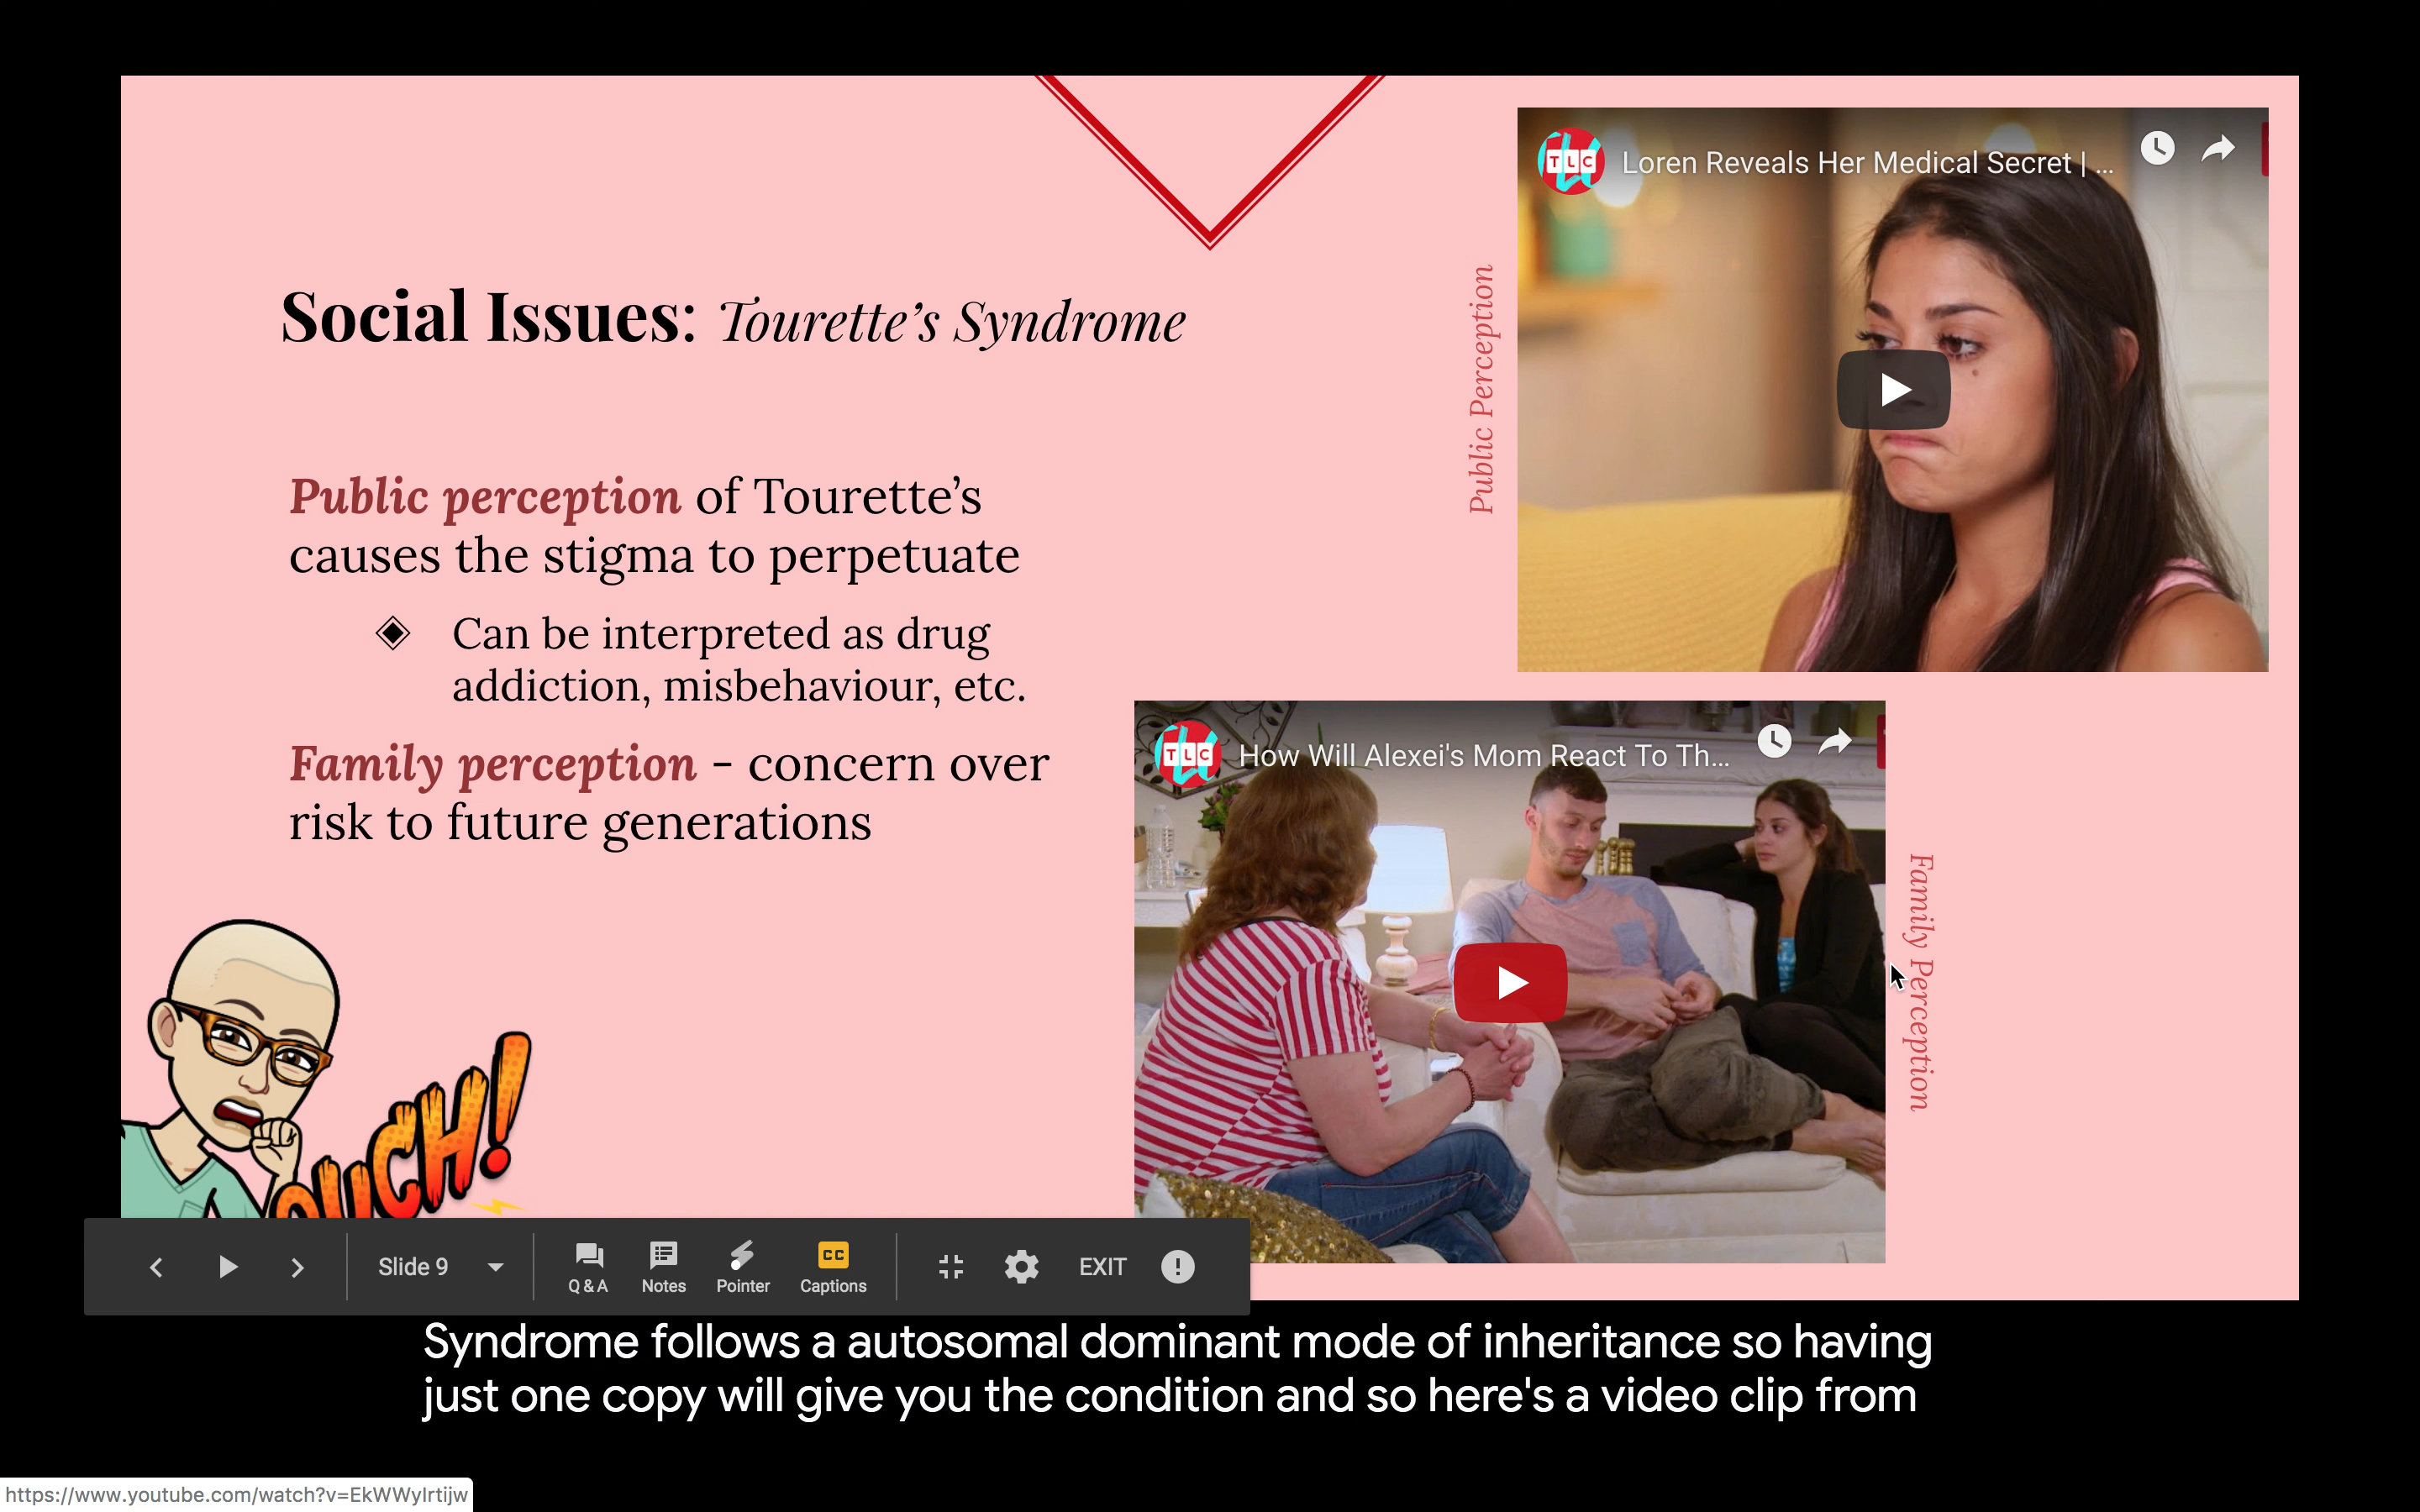 Social Issues: Tourette's Syndrome
Public perception of Tourette's
causes the stigma to perpetuate
Can be interpreted as drug
addiction, misbehaviour, etc.
Family perception - concern over
risk to future generations
Public Perception
TLC
Loren Reveals Her Medical Secret | ...
TLC
How Will Alexei's Mom React To Th...
Family Perception
OUCH!
Slide 9
Q & A
Notes
Pointer
CC
Captions
EXIT
Syndrome follows a autosomal dominant mode of inheritance so having
just one copy will give you the condition and so here's a video clip from
https://www.youtube.com/watch?v=EkWWylrtijw